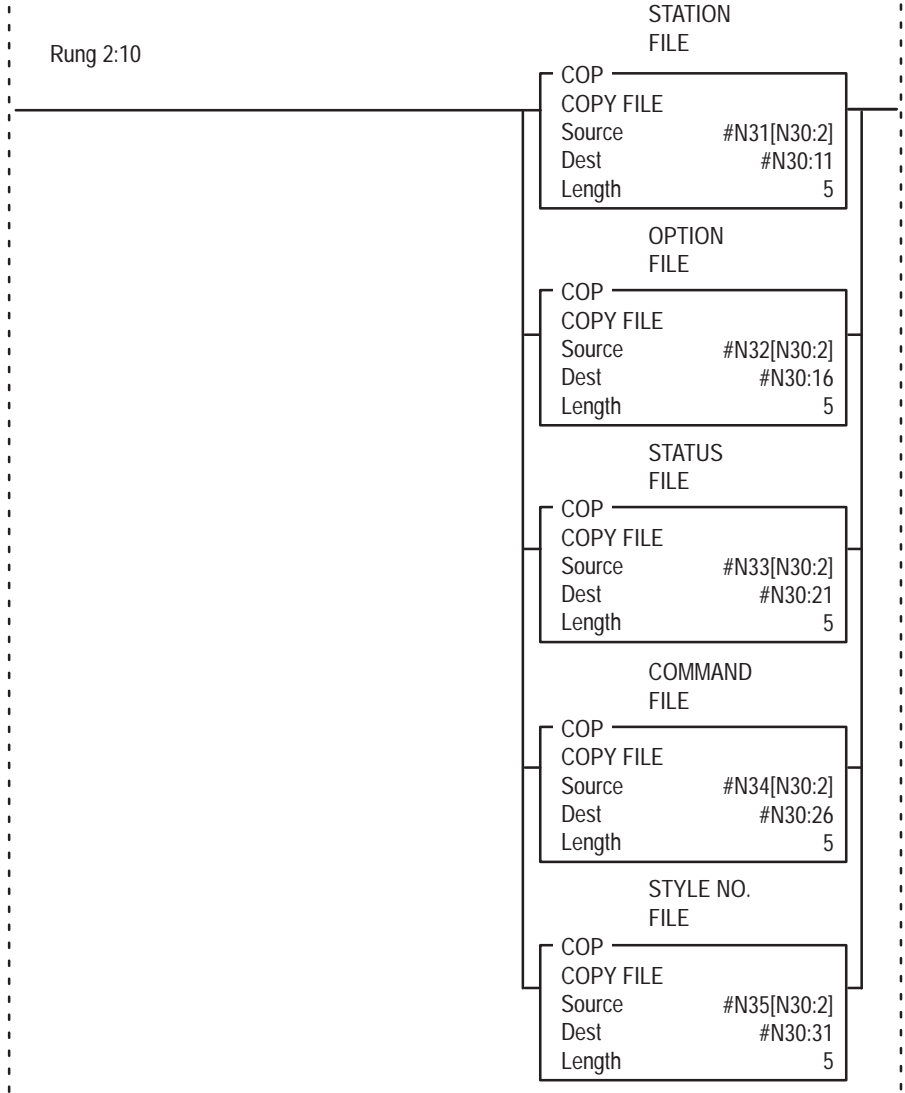 STATION
FILE
Rung 2:10
COP
COPY FILE
Source #N31[N30:2]
Dest #N30:11
Length 5
OPTION
FILE
COP
COPY FILE
Source #N32[N30:2]
Dest #N30:16
Length 5
STATUS
FILE
COP
COPY FILE
Source #N33[N30:2]
Dest #N30:21
Length 5
COMMAND
FILE
COP
COPY FILE
Source #N34[N30:2]
Dest #N30:26
Length 5
STYLE NO.
FILE
COP
COPY FILE
Source #N35[N30:2]
Dest #N30:31
Length 5